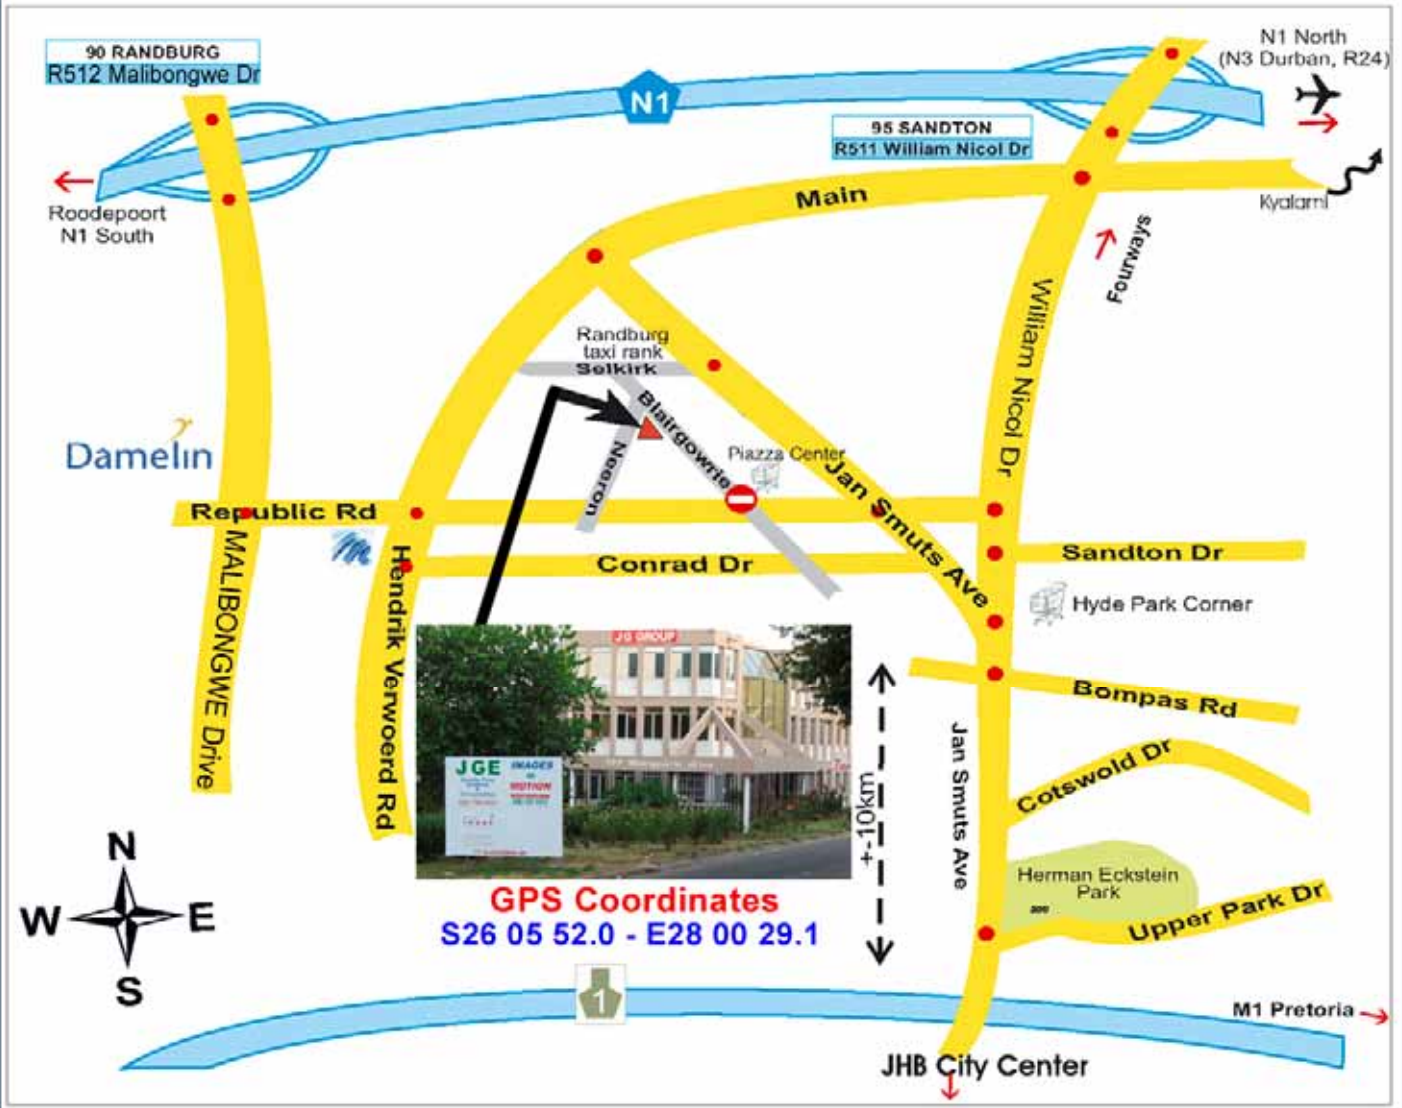 90 RANDBURG
R512 Malibongwe Dr
N1
N1 North
(N3 Durban, R24)
95 SANDTON
R511 William Nicol Dr
Main
Kyalami
Roodepoort
N1 South
Fourways
William Nicol Dr
Randburg
taxi rank
Selkirk
Blairgowrie
Neeron
Piazza Center
Jan Smuts Ave
Damelin
Republic Rd
MALIBONGWE Drive
Hendrik Verwoerd Rd
Conrad Dr
Sandton Dr
Hyde Park Corner
Bompas Rd
Jan Smuts Ave
Cotswold Dr
+-10km
Herman Eckstein
Park
zoo
Upper Park Dr
JG GROUP
JGE
IMAGES
IN
MOTION
GPS Coordinates
S26 05 52.0 - E28 00 29.1
N
W
E
S
1
M1 Pretoria
JHB City Center